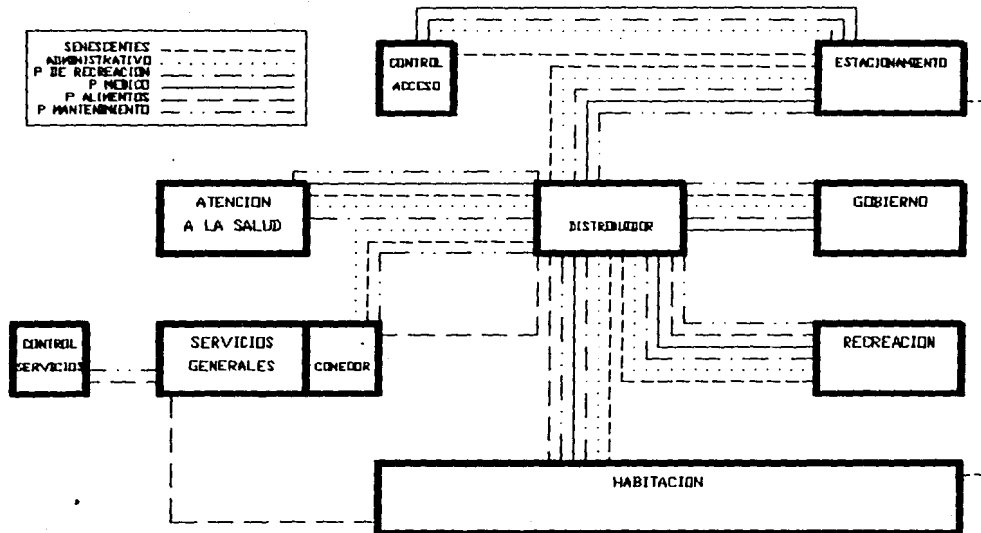 SENESCENTES
ADMINISTRATIVO
P DE RECREACION
P MEDICO
P ALIMENTOS
P MANTENIMIENTO
CONTROL
ACCESO
ESTACIONAMIENTO
ATENCION
A LA SALUD
DISTRIBUIDOR
GOBIERNO
CONTROL
SERVICIOS
SERVICIOS
GENERALES
COMEDOR
RECREACION
HABITACION